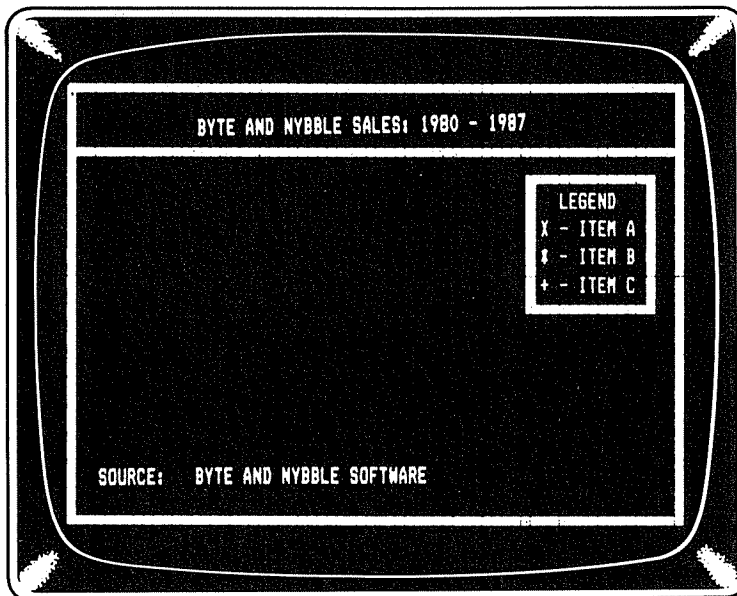 BYTE AND NYBBLE SALES: 1980 - 1987
LEGEND
X - ITEM A
* - ITEM B
+ - ITEM C
SOURCE: BYTE AND NYBBLE SOFTWARE